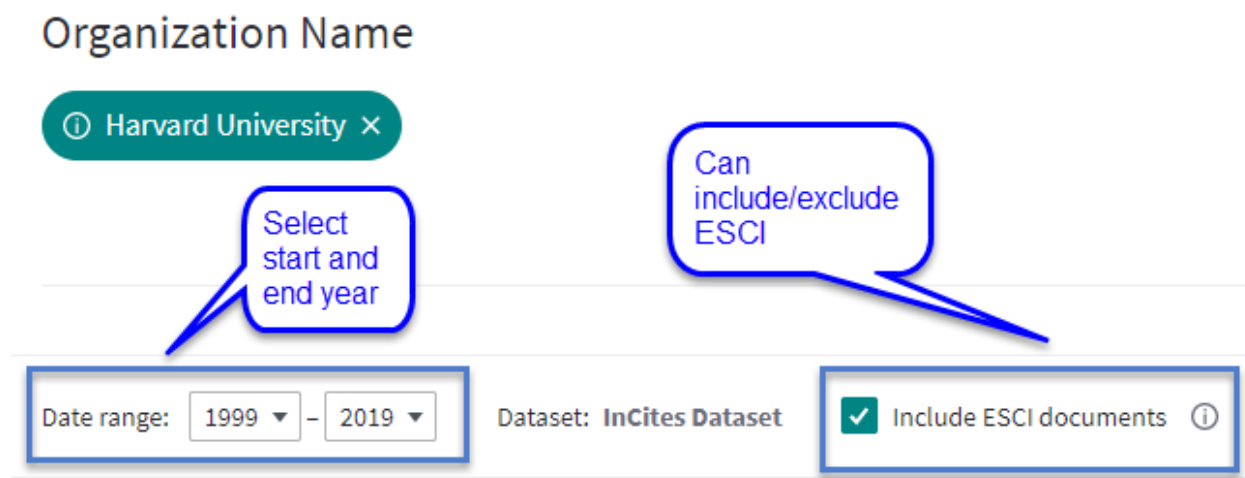 Organization Name
ⓘ Harvard University ×
Can
include/exclude
ESCI
Select
start and
end year
Date range: 1999 – 2019 Dataset: InCites Dataset Include ESCI documents ⓘ